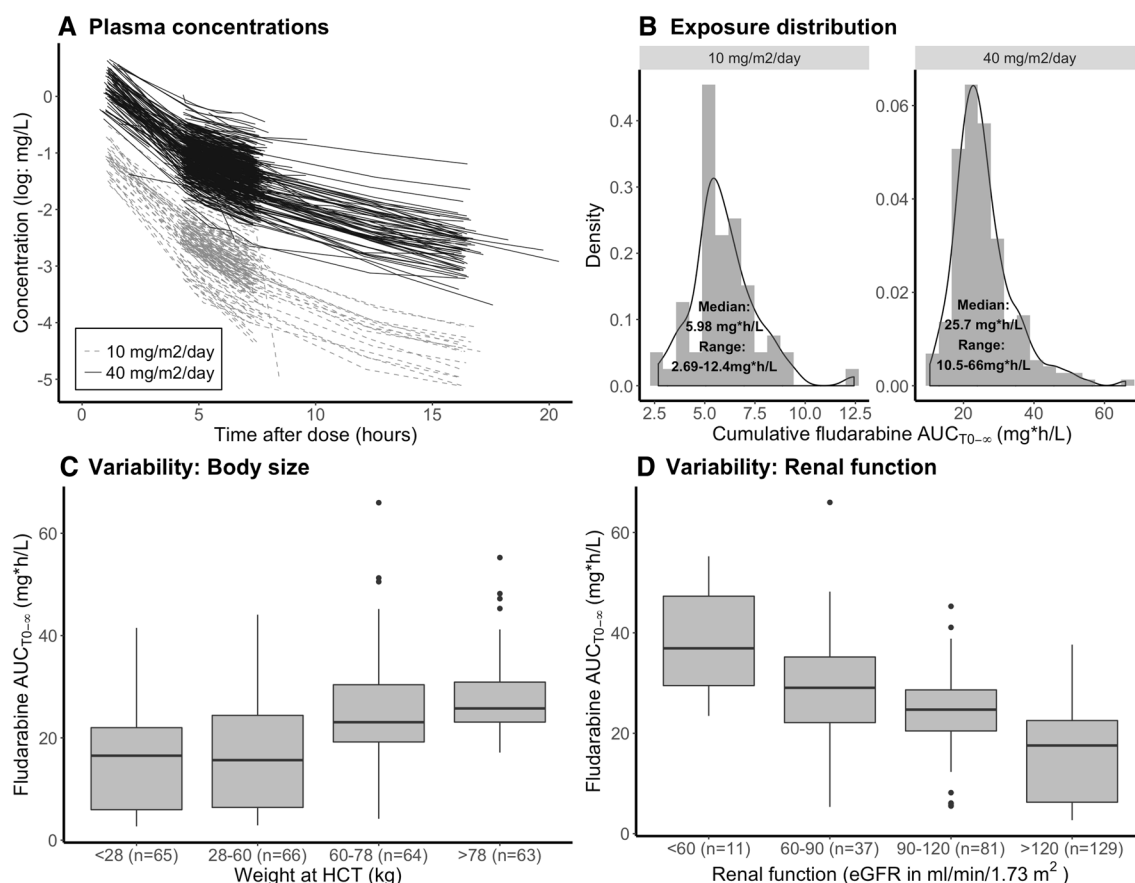 A Plasma concentrations
Concentration (log: mg/L)
0
-1
-2
-3
-4
-5
10 mg/m2/day
40 mg/m2/day
0 5 10 15 20
Time after dose (hours)
B Exposure distribution
10 mg/m2/day
40 mg/m2/day
Density
0.4
0.3
0.2
0.1
0.0
Median:
5.98 mg*h/L
Range:
2.69-12.4mg*h/L
2.5 5.0 7.5 10.0 12.5
0.06
0.04
0.02
0.00
Median:
25.7 mg*h/L
Range:
10.5-66mg*h/L
20 40 60
Cumulative fludarabine AUC T0−∞ (mg*h/L)
C Variability: Body size
Fludarabine AUC T0−∞ (mg*h/L)
60
40
20
0
<28 (n=65) 28-60 (n=66) 60-78 (n=64) >78 (n=63)
Weight at HCT (kg)
D Variability: Renal function
Fludarabine AUC T0−∞ (mg*h/L)
60
40
20
0
<60 (n=11) 60-90 (n=37) 90-120 (n=81) >120 (n=129)
Renal function (eGFR in ml/min/1.73 m²)